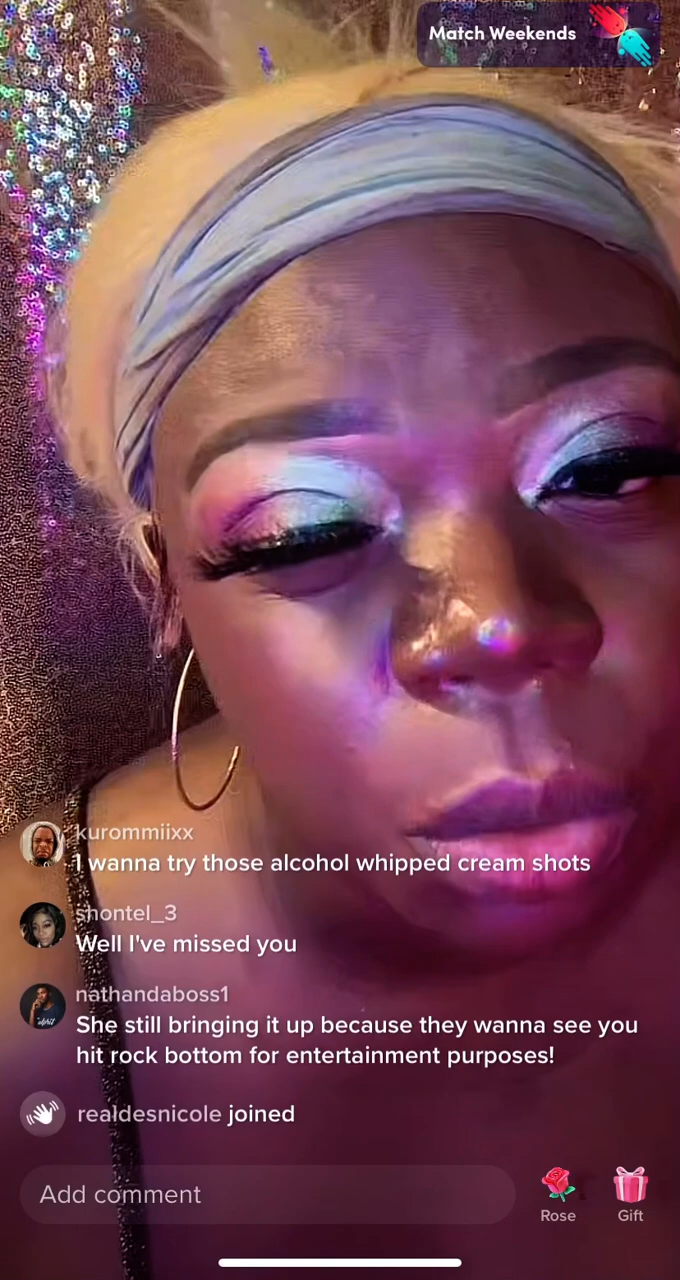 Match Weekends
kurommiixx
I wanna try those alcohol whipped cream shots
shontel_3
Well I've missed you
nathandaboss1
She still bringing it up because they wanna see you
hit rock bottom for entertainment purposes!
realdesnicole joined
Add comment
Rose
Gift